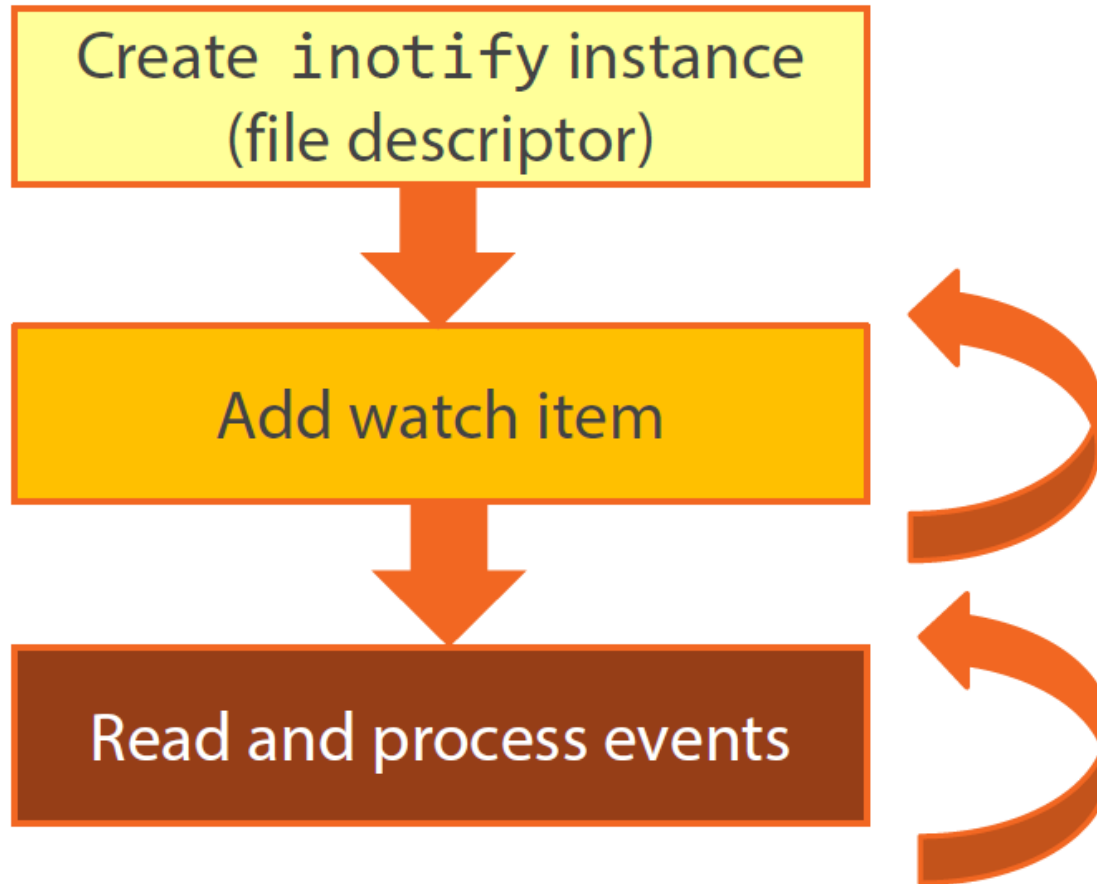 Create inotify instance
(file descriptor)
Add watch item
Read and process events